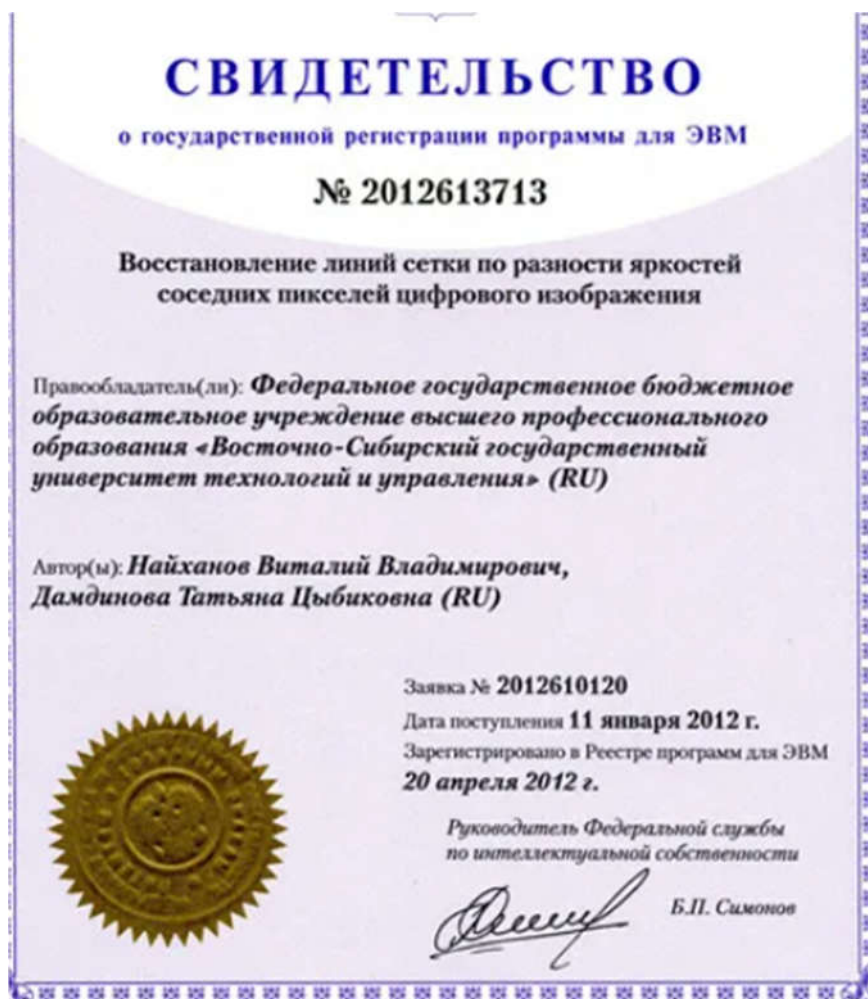 СВИДЕТЕЛЬСТВО
о государственной регистрации программы для ЭВМ
№ 2012613713
Восстановление линий сетки по разности яркостей
соседних пикселей цифрового изображения
Правообладатель(ли): Федеральное государственное бюджетное
образовательное учреждение высшего профессионального
образования «Восточно-Сибирский государственный
университет технологий и управления» (RU)
Автор(ы): Найханов Виталий Владимирович,
Дамдинова Татьяна Цыбиковна (RU)
Заявка № 2012610120
Дата поступления 11 января 2012 г.
Зарегистрировано в Реестре программ для ЭВМ
20 апреля 2012 г.
Руководитель Федеральной службы
по интеллектуальной собственности
Б.П. Симонов